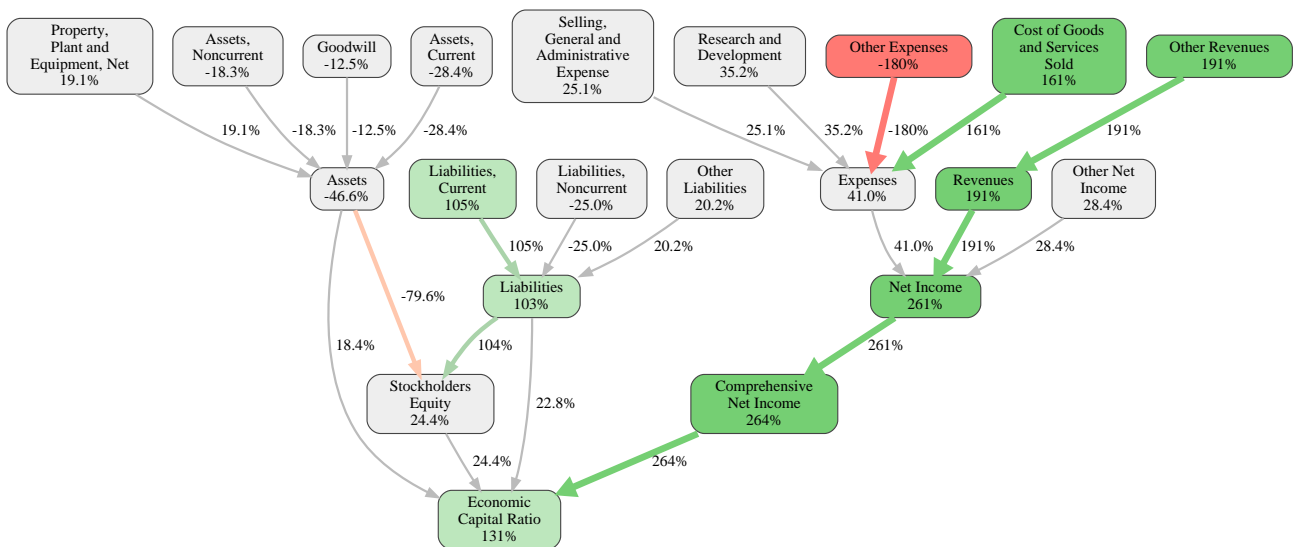 Property,
Plant and
Equipment, Net
19.1%
Assets,
Noncurrent
-18.3%
Goodwill
-12.5%
Assets,
Current
-28.4%
Selling,
General and
Administrative
Expense
25.1%
Research and
Development
35.2%
Other Expenses
-180%
Cost of Goods
and Services
Sold
161%
Other Revenues
191%
19.1%
-18.3%
-12.5%
-28.4%
25.1%
35.2%
-180%
161%
191%
Assets
-46.6%
Liabilities,
Current
105%
Liabilities,
Noncurrent
-25.0%
Other
Liabilities
20.2%
Expenses
41.0%
Revenues
191%
Other Net
Income
28.4%
105%
-25.0%
20.2%
41.0%
191%
28.4%
Liabilities
103%
Net Income
261%
-79.6%
18.4%
104%
261%
Stockholders
Equity
24.4%
22.8%
Comprehensive
Net Income
264%
24.4%
264%
Economic
Capital Ratio
131%